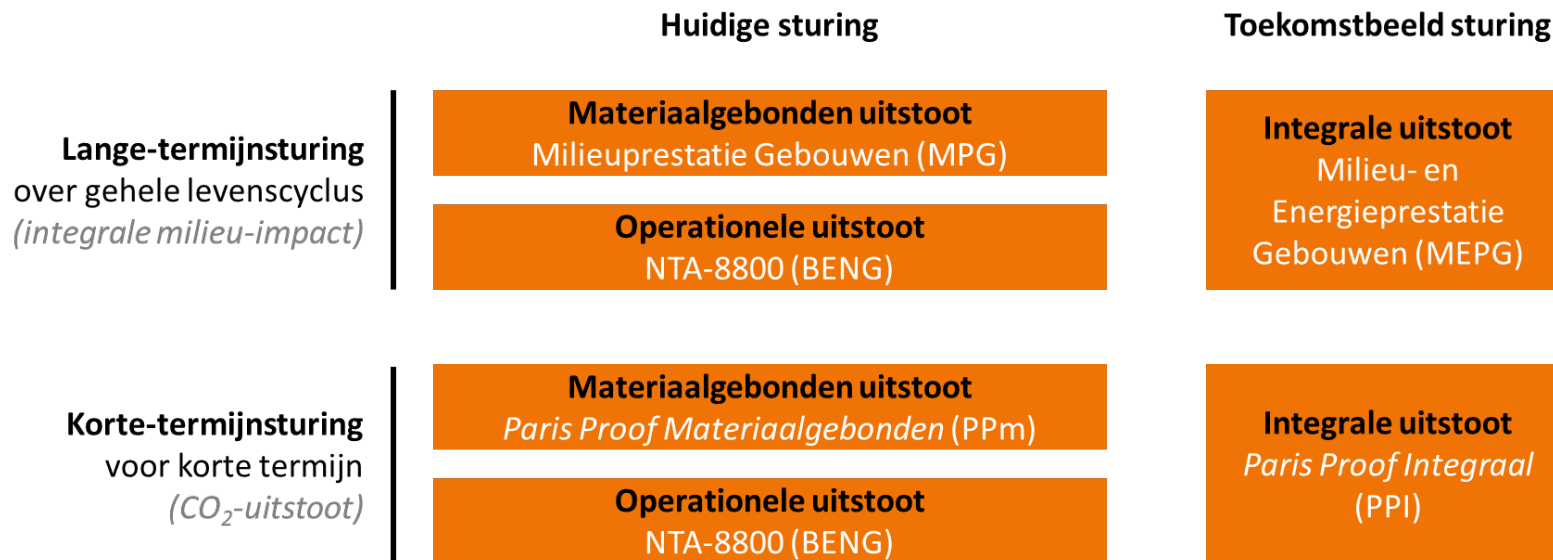 Huidige sturing
Toekomstbeeld sturing
Lange-termijnsturing
over gehele levenscyclus
(integrale milieu-impact)
Materiaalgebonden uitstoot
Milieuprestatie Gebouwen (MPG)
Operationele uitstoot
NTA-8800 (BENG)
Integrale uitstoot
Milieu- en
Energieprestatie
Gebouwen (MEPG)
Korte-termijnsturing
voor korte termijn
(CO₂-uitstoot)
Materiaalgebonden uitstoot
Paris Proof Materiaalgebonden (PPm)
Operationele uitstoot
NTA-8800 (BENG)
Integrale uitstoot
Paris Proof Integraal
(PPI)